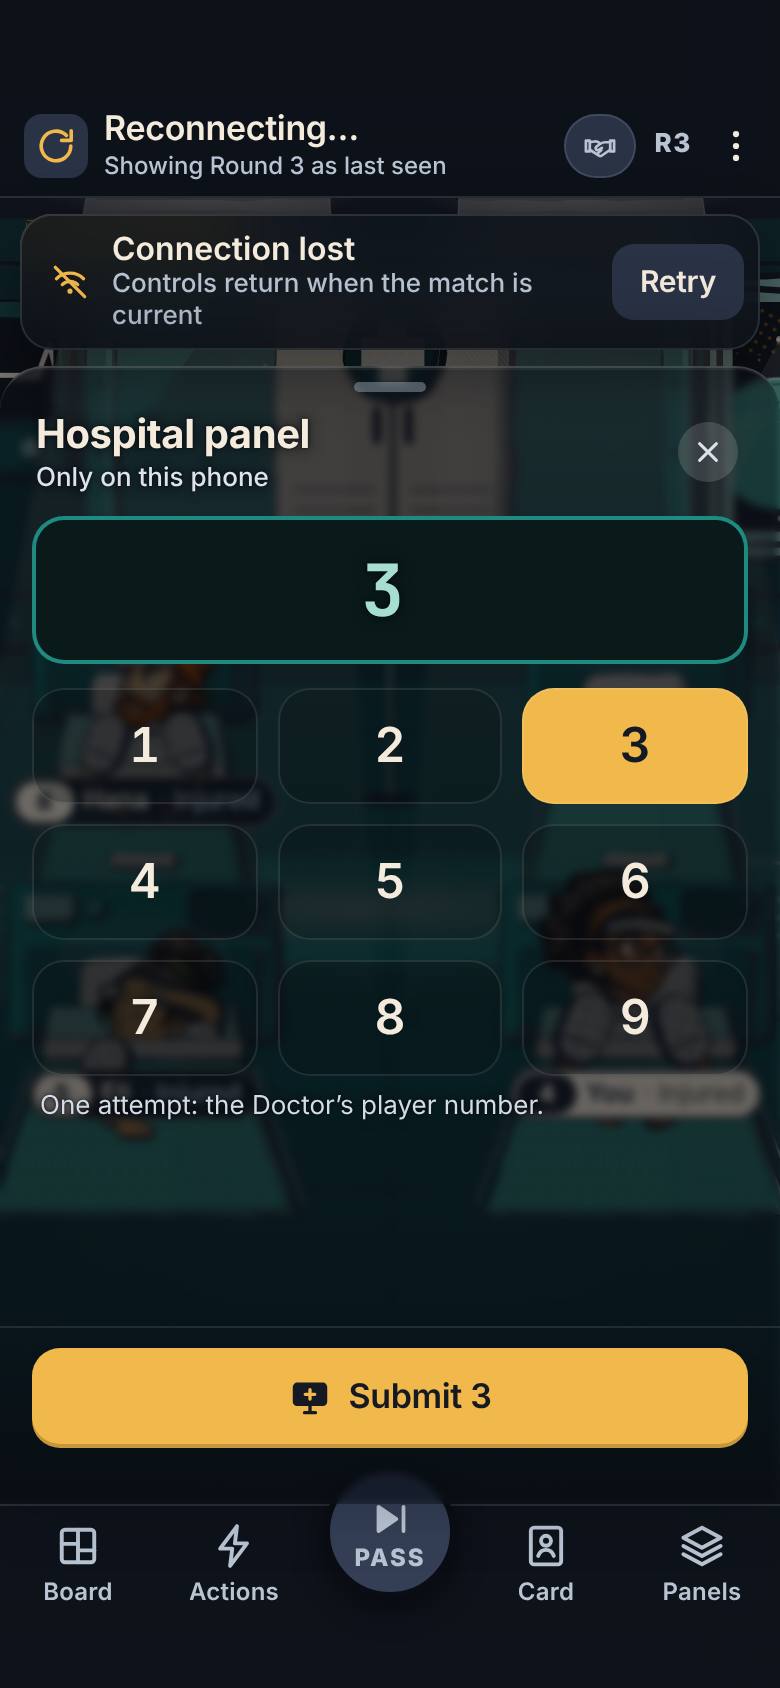 Reconnecting…
Showing Round 3 as last seen
R3
Connection lost
Controls return when the match is
current
Retry
Hospital panel
Only on this phone
3
1 2 3
4 5 6
7 8 9
You · Injured
One attempt: the Doctor’s player number.
Submit 3
PASS
Board Actions Card Panels